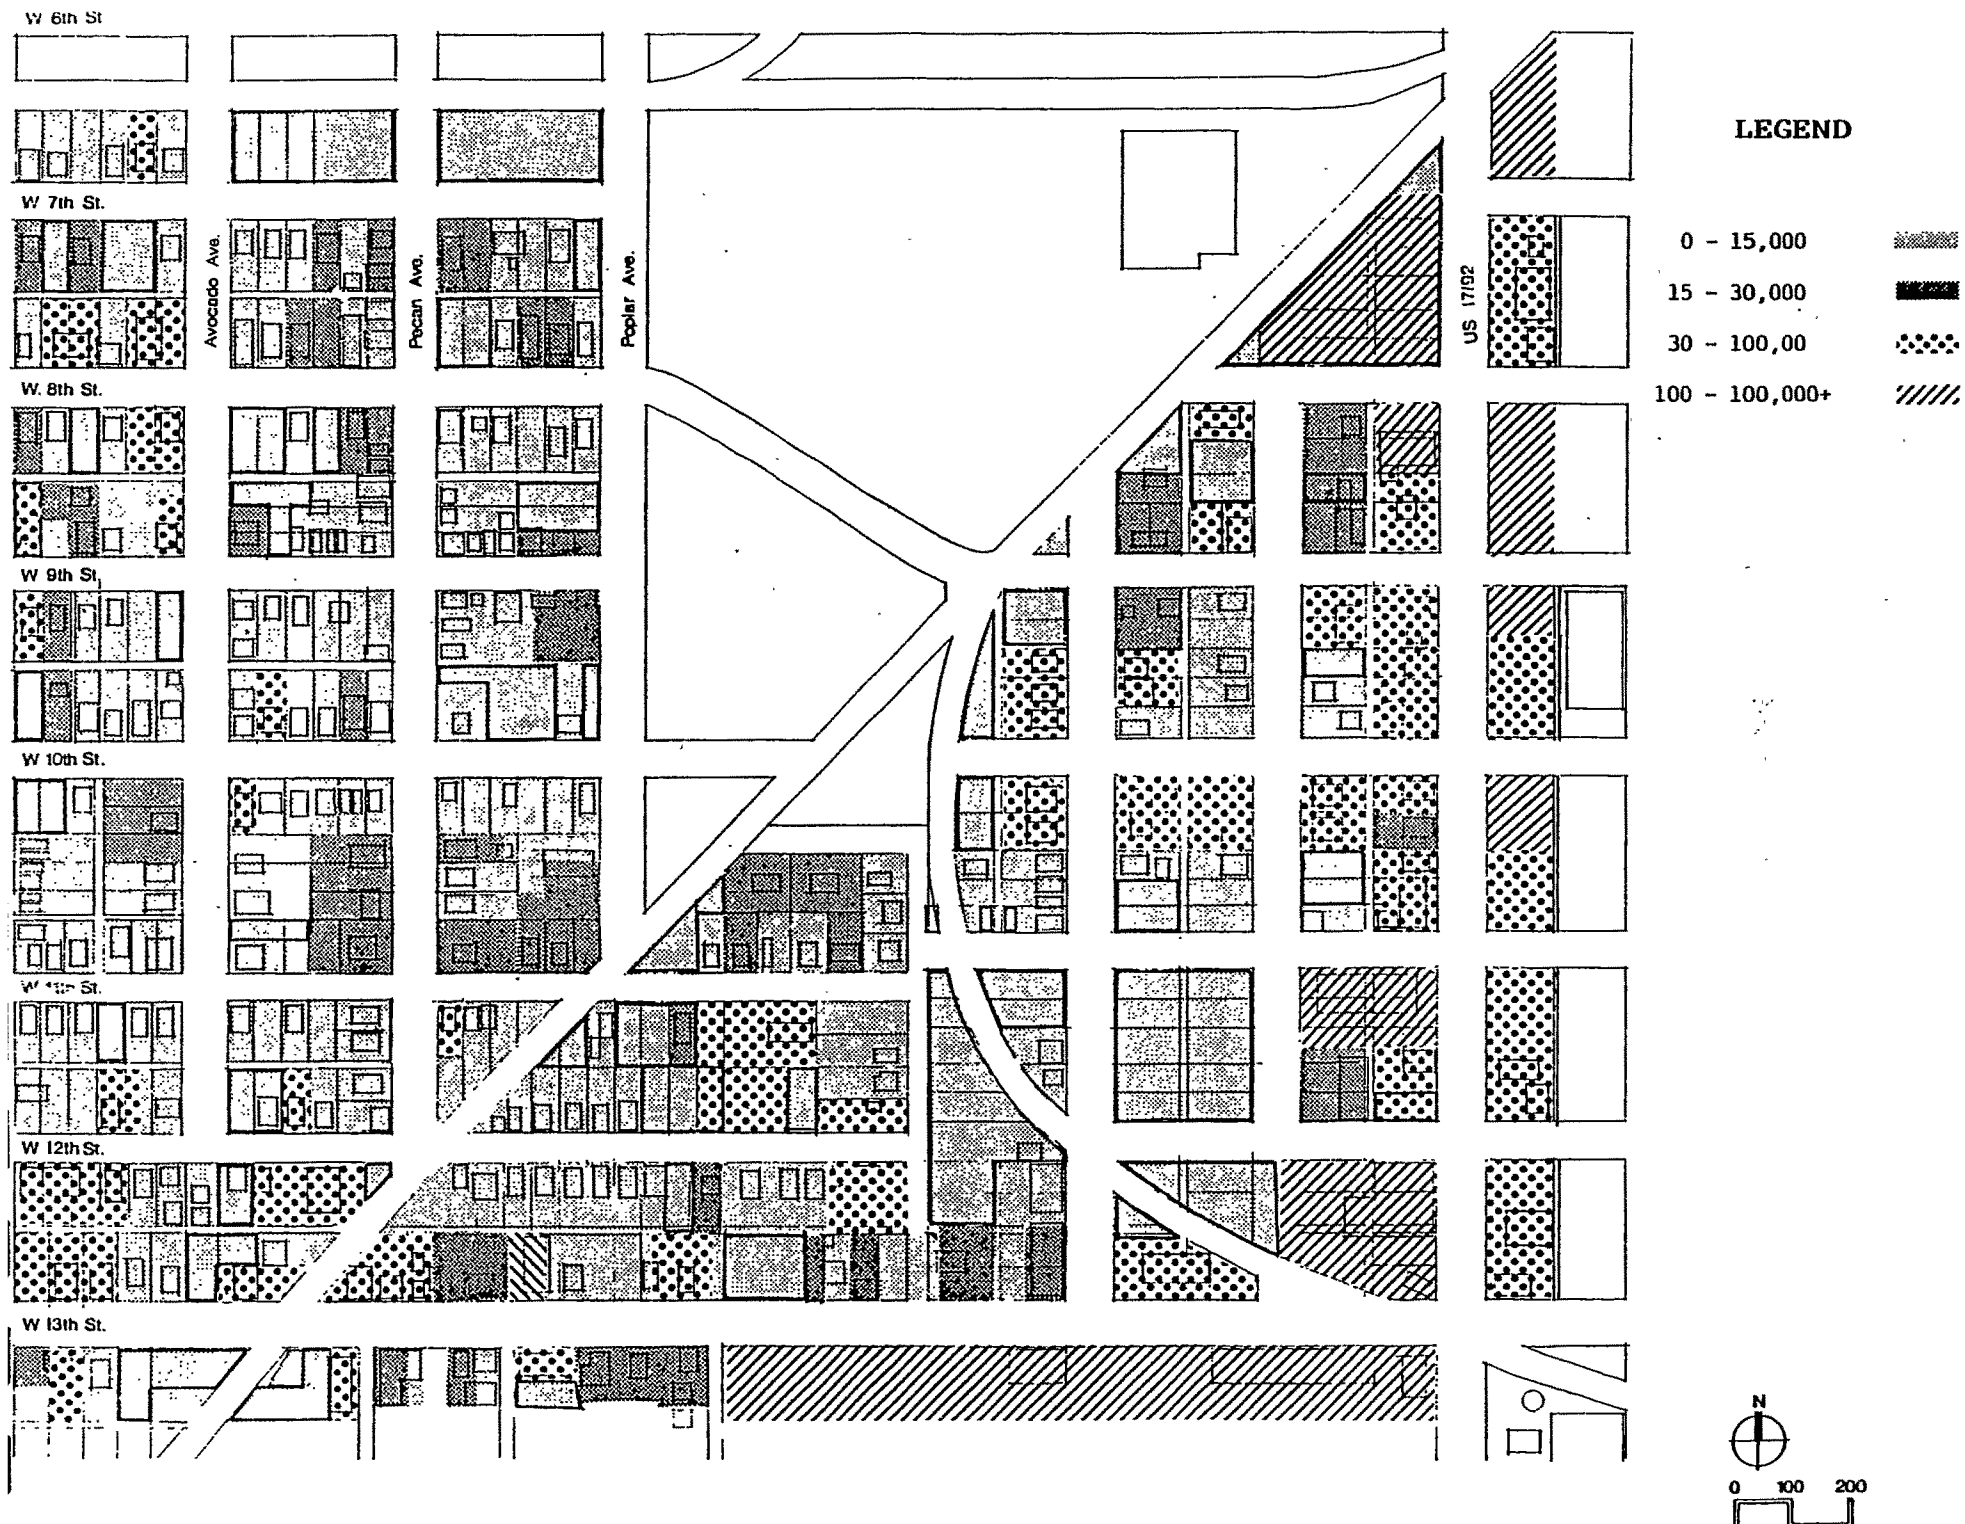 W 6th St
LEGEND
W 7th St.
Avocado Ave.
Pecan Ave.
Poplar Ave.
US 17/92
0 - 15,000
15 - 30,000
30 - 100,00
100 - 100,000+
W. 8th St.
W 9th St.
W 10th St.
W 11th St.
W 12th St.
W 13th St.
N
0 100 200